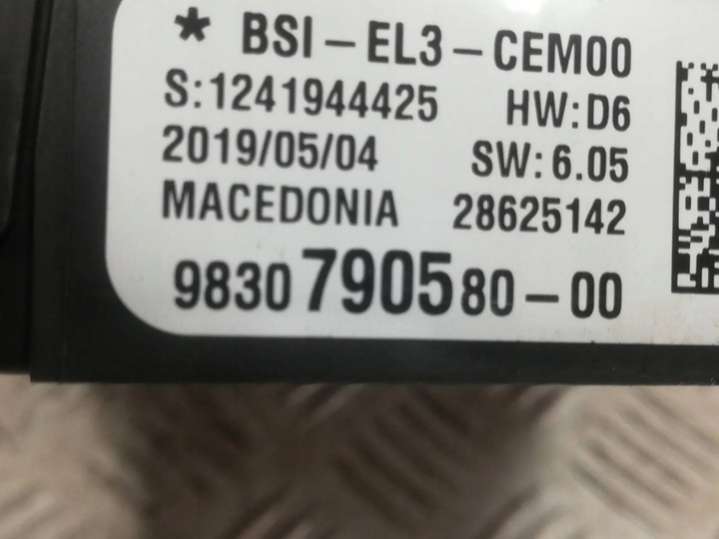 * BSI-EL3-CEM00
S:1241944425 HW:D6
2019/05/04 SW:6.05
MACEDONIA 28625142
9830790580-00